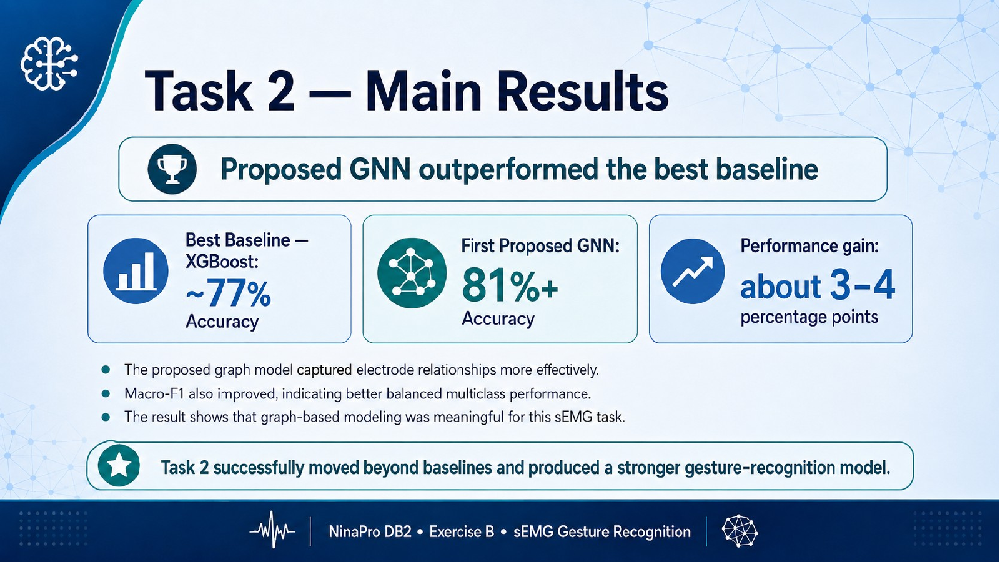 Task 2 — Main Results
Proposed GNN outperformed the best baseline
Best Baseline —
XGBoost:
~77%
Accuracy
First Proposed GNN:
81%+
Accuracy
Performance gain:
about 3–4
percentage points
The proposed graph model captured electrode relationships more effectively.
Macro-F1 also improved, indicating better balanced multiclass performance.
The result shows that graph-based modeling was meaningful for this sEMG task.
Task 2 successfully moved beyond baselines and produced a stronger gesture-recognition model.
NinaPro DB2 • Exercise B • sEMG Gesture Recognition